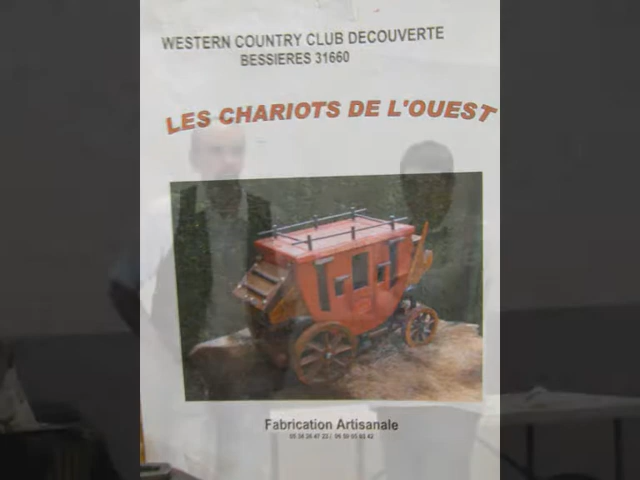 WESTERN COUNTRY CLUB DECOUVERTE
BESSIERES 31660
LES CHARIOTS DE L'OUEST
Fabrication Artisanale